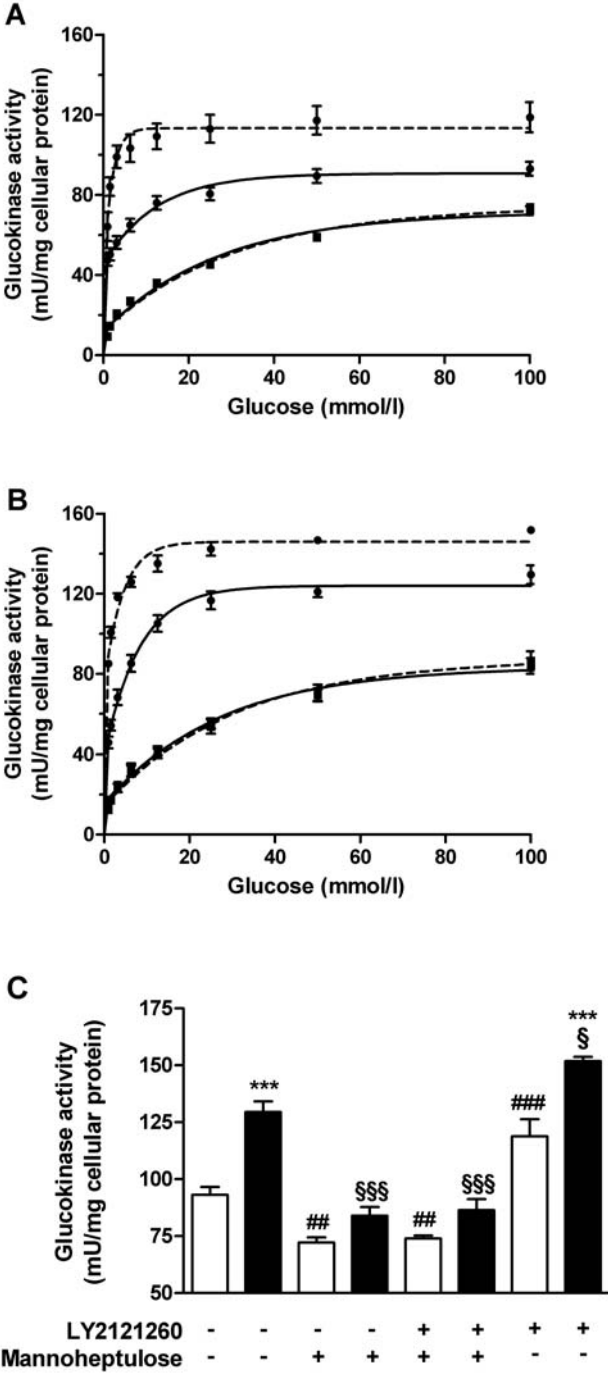 A
Glucokinase activity
(mU/mg cellular protein)
160
120
80
40
0
0 20 40 60 80 100
Glucose (mmol/l)
B
Glucokinase activity
(mU/mg cellular protein)
160
120
80
40
0
0 20 40 60 80 100
Glucose (mmol/l)
C
Glucokinase activity
(mU/mg cellular protein)
175
150
125
100
75
50
***
##
§§§
##
§§§
###
***
§
LY2121260 - - - - + + + +
Mannoheptulose - - + + + + - -